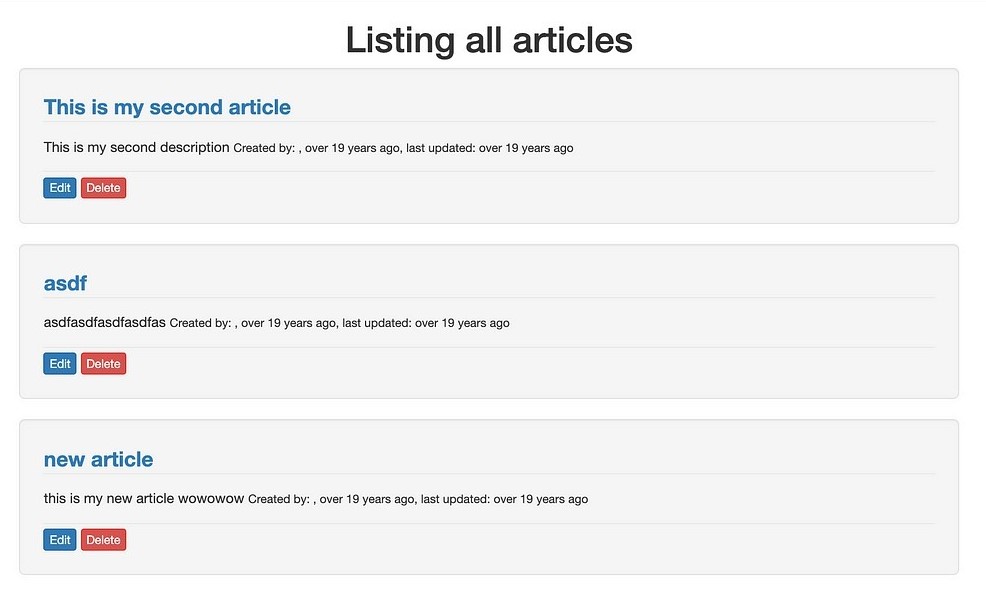 Listing all articles
This is my second article
This is my second description Created by: , over 19 years ago, last updated: over 19 years ago
Edit Delete
asdf
asdfasdfasdfasdfas Created by: , over 19 years ago, last updated: over 19 years ago
Edit Delete
new article
this is my new article wowowow Created by: , over 19 years ago, last updated: over 19 years ago
Edit Delete